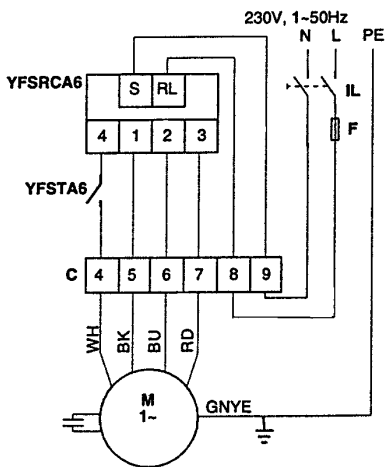 230V, 1~50Hz
N L PE
YFSRCA6
S RL
IL
4 1 2 3
F
YFSTA6
C 4 5 6 7 8 9
WH BK BU RD
M
1~
GNYE